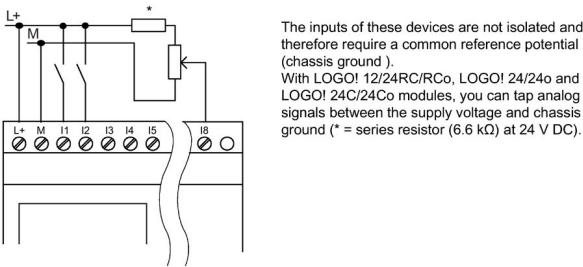 L+
*
M
L+ M I1 I2 I3 I4 I5 I8
The inputs of these devices are not isolated and
therefore require a common reference potential
(chassis ground ).
With LOGO! 12/24RC/RCo, LOGO! 24/24o and
LOGO! 24C/24Co modules, you can tap analog
signals between the supply voltage and chassis
ground (* = series resistor (6.6 kΩ) at 24 V DC).